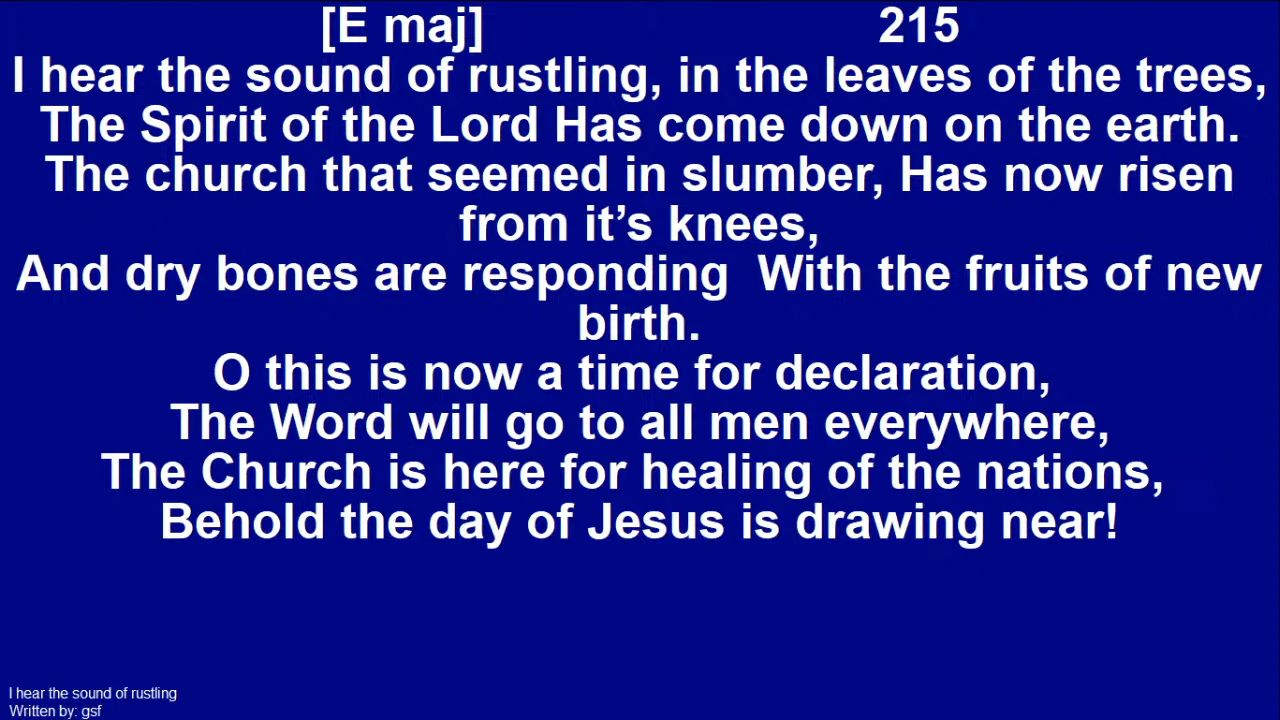 [E maj] 215
I hear the sound of rustling, in the leaves of the trees,
The Spirit of the Lord Has come down on the earth.
The church that seemed in slumber, Has now risen
from it’s knees,
And dry bones are responding  With the fruits of new
birth.
O this is now a time for declaration,
The Word will go to all men everywhere,
The Church is here for healing of the nations,
Behold the day of Jesus is drawing near!
I hear the sound of rustling
Written by: gsf